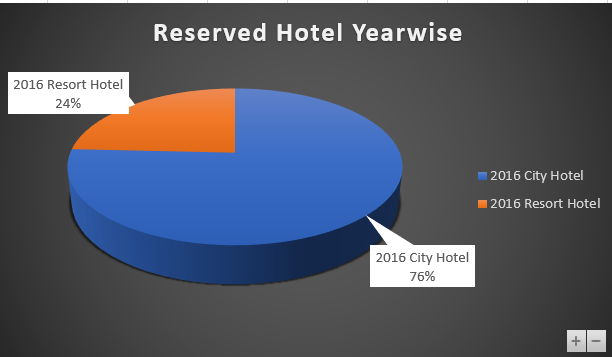 Reserved Hotel Yearwise
2016 Resort Hotel
24%
2016 City Hotel
2016 Resort Hotel
2016 City Hotel
76%
+ −